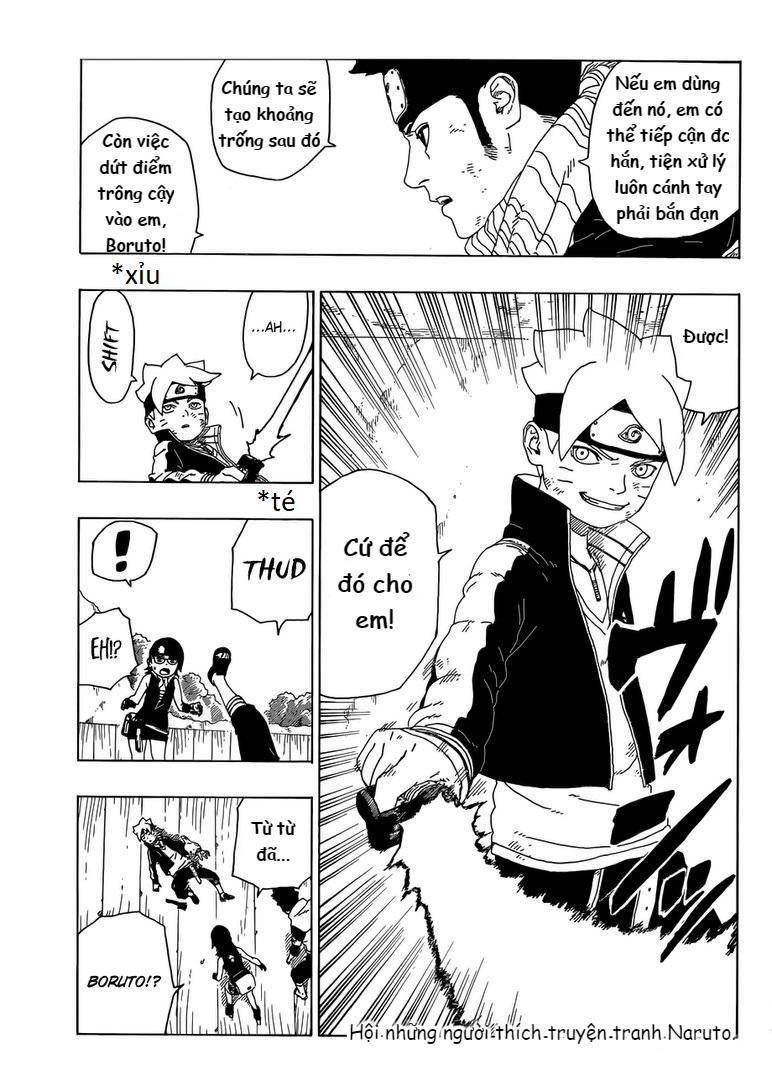 Nếu em dùng
đến nó, em có
thể tiếp cận đc
hắn, tiện xử lý
luôn cánh tay
phải bắn đạn
Chúng ta sẽ
tạo khoảng
trống sau đó
Còn việc
dứt điểm
trông cậy
vào em,
Boruto!
Được!
Cứ để
đó cho
em!
ヴォン
*xỉu
...AH...
SHIFT
*té
THUD
!
EH!?
Từ từ
đã...
BORUTO!?
Hội những người thích truyện tranh Naruto.